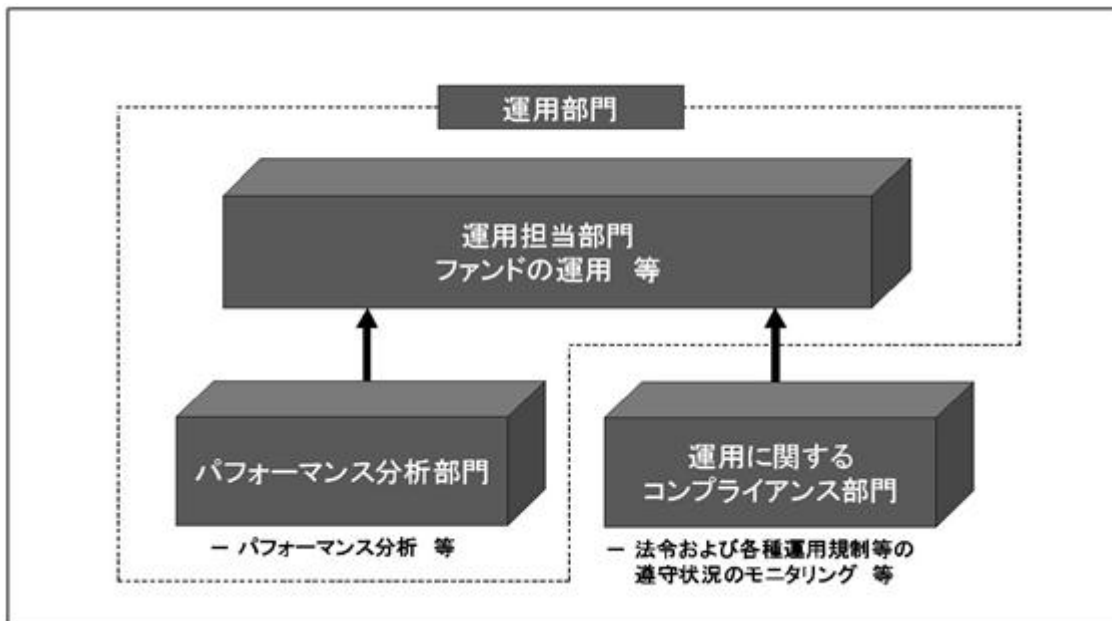 運用部門
運用担当部門
ファンドの運用 等
パフォーマンス分析部門
運用に関する
コンプライアンス部門
− パフォーマンス分析 等
− 法令および各種運用規制等の
遵守状況のモニタリング 等